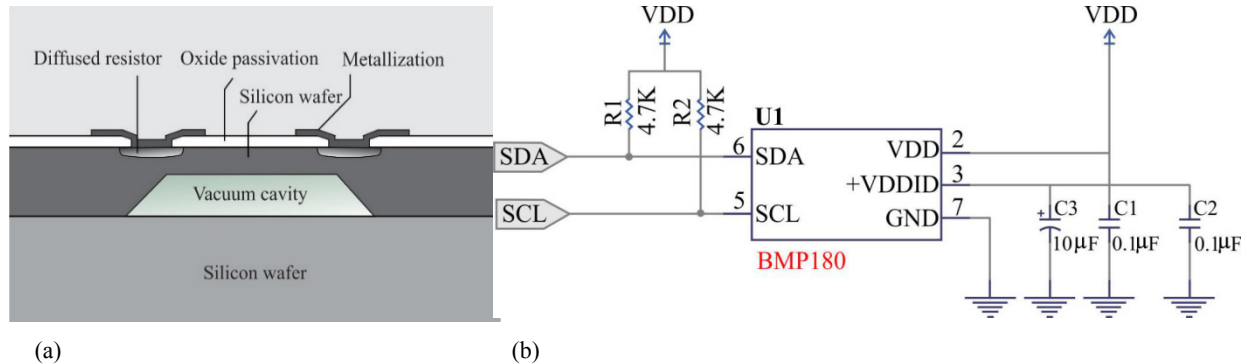 Diffused resistor
Oxide passivation
Metallization
Silicon wafer
Vacuum cavity
Silicon wafer
(a)
VDD
VDD
R1
4.7K
R2
4.7K
U1
SDA
6
SDA
VDD
2
+VDDID
3
SCL
5
SCL
GND
7
BMP180
C3
+
10µF
C1
0.1µF
C2
0.1µF
(b)